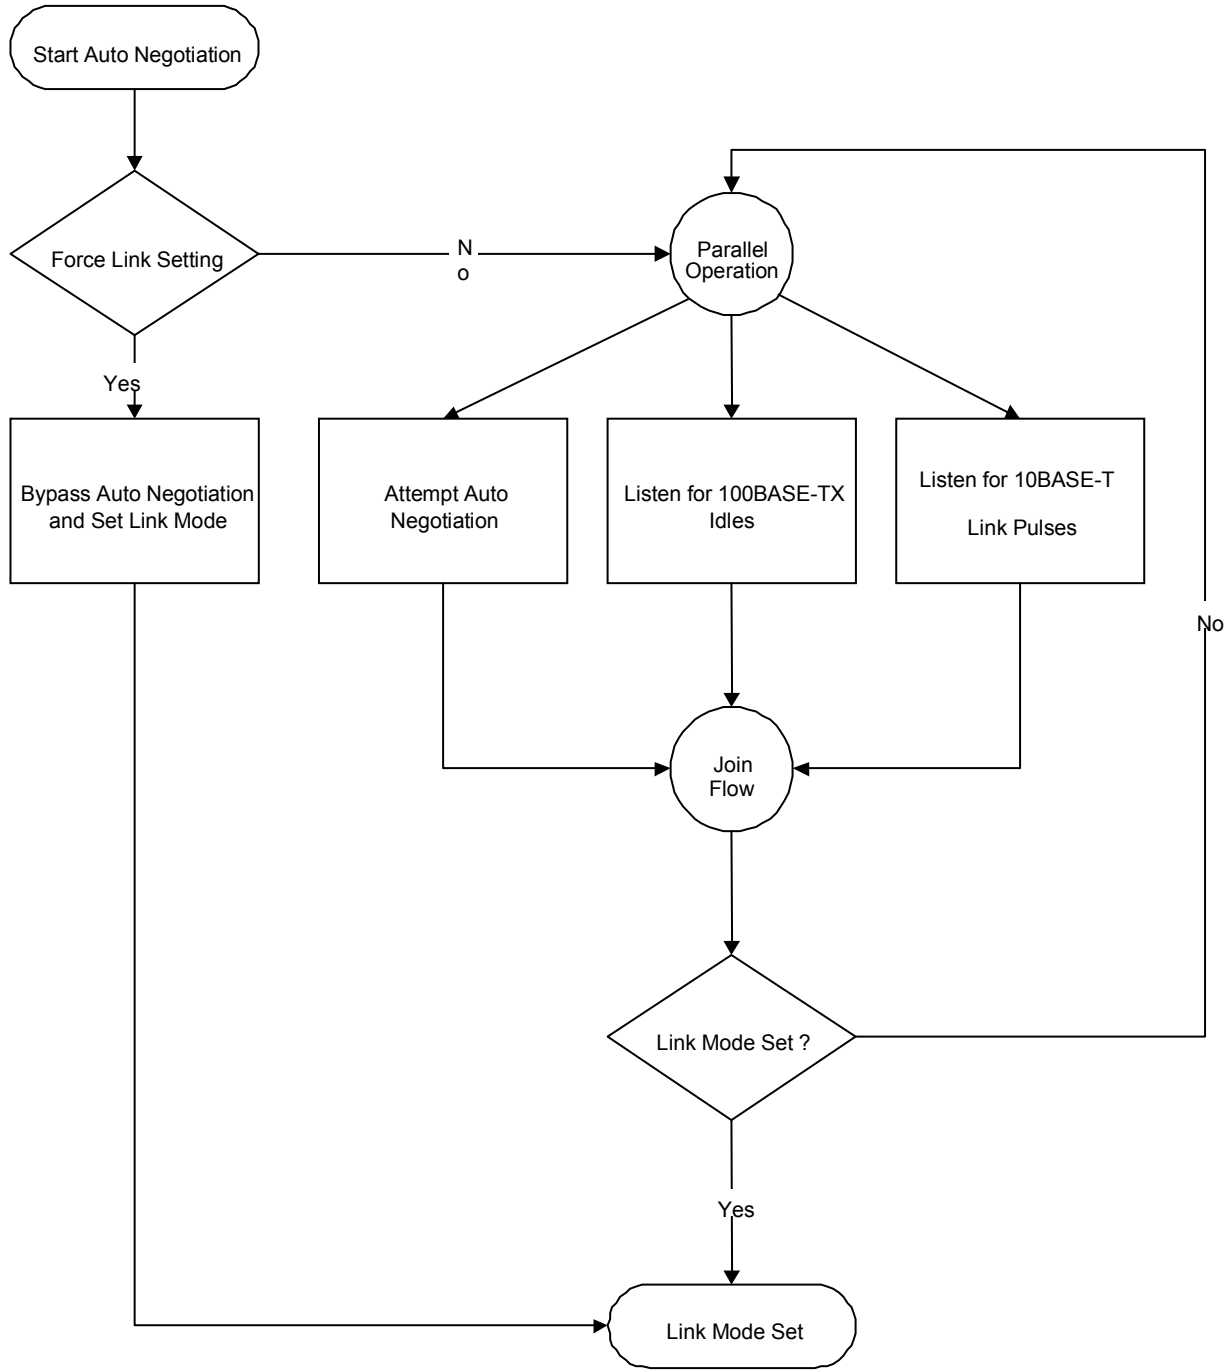 Start Auto Negotiation
Force Link Setting
N
o
Parallel
Operation
Yes
Bypass Auto Negotiation
and Set Link Mode
Attempt Auto
Negotiation
Listen for 100BASE-TX
Idles
Listen for 10BASE-T
Link Pulses
No
Join
Flow
Link Mode Set ?
Yes
Link Mode Set